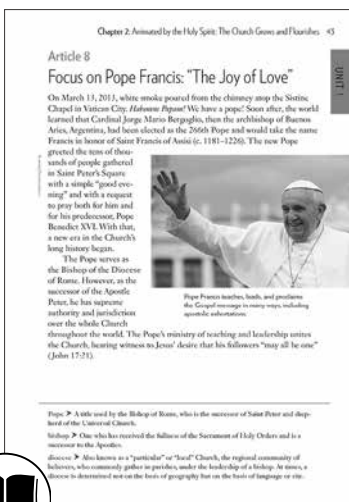 Chapter 2: Animated by the Holy Spirit: The Church Grows and Flourishes 43
UNIT 1
Article 8
Focus on Pope Francis: “The Joy of Love”
On March 13, 2013, white smoke poured from the chimney atop the Sistine
Chapel in Vatican City. Habemus Papam! We have a pope! Soon after, the world
learned that Cardinal Jorge Mario Bergoglio, then the archbishop of Buenos
Aires, Argentina, had been elected as the 266th Pope and would take the name
Francis in honor of Saint Francis of Assisi (c. 1181–1226). The new Pope
greeted the tens of thou-
sands of people gathered
in Saint Peter’s Square
with a simple “good eve-
ning” and with a request
to pray both for him and
for his predecessor, Pope
Benedict XVI. With that,
a new era in the Church’s
long history began.
The Pope serves as
the Bishop of the Diocese
of Rome. However, as the
successor of the Apostle
Peter, he has supreme
authority and jurisdiction
over the whole Church
throughout the world. The Pope’s ministry of teaching and leadership unites
the Church, bearing witness to Jesus’ desire that his followers “may all be one”
(John 17:21).
Pope Francis teaches, leads, and proclaims
the Gospel message in many ways, including
apostolic exhortations.
Pope ➤ A title used by the Bishop of Rome, who is the successor of Saint Peter and shep-
herd of the Universal Church.
bishop ➤ One who has received the fullness of the Sacrament of Holy Orders and is a
successor to the Apostles.
diocese ➤ Also known as a “particular” or “local” Church, the regional community of
believers, who commonly gather in parishes, under the leadership of a bishop. At times, a
diocese is determined not on the basis of geography but on the basis of language or rite.